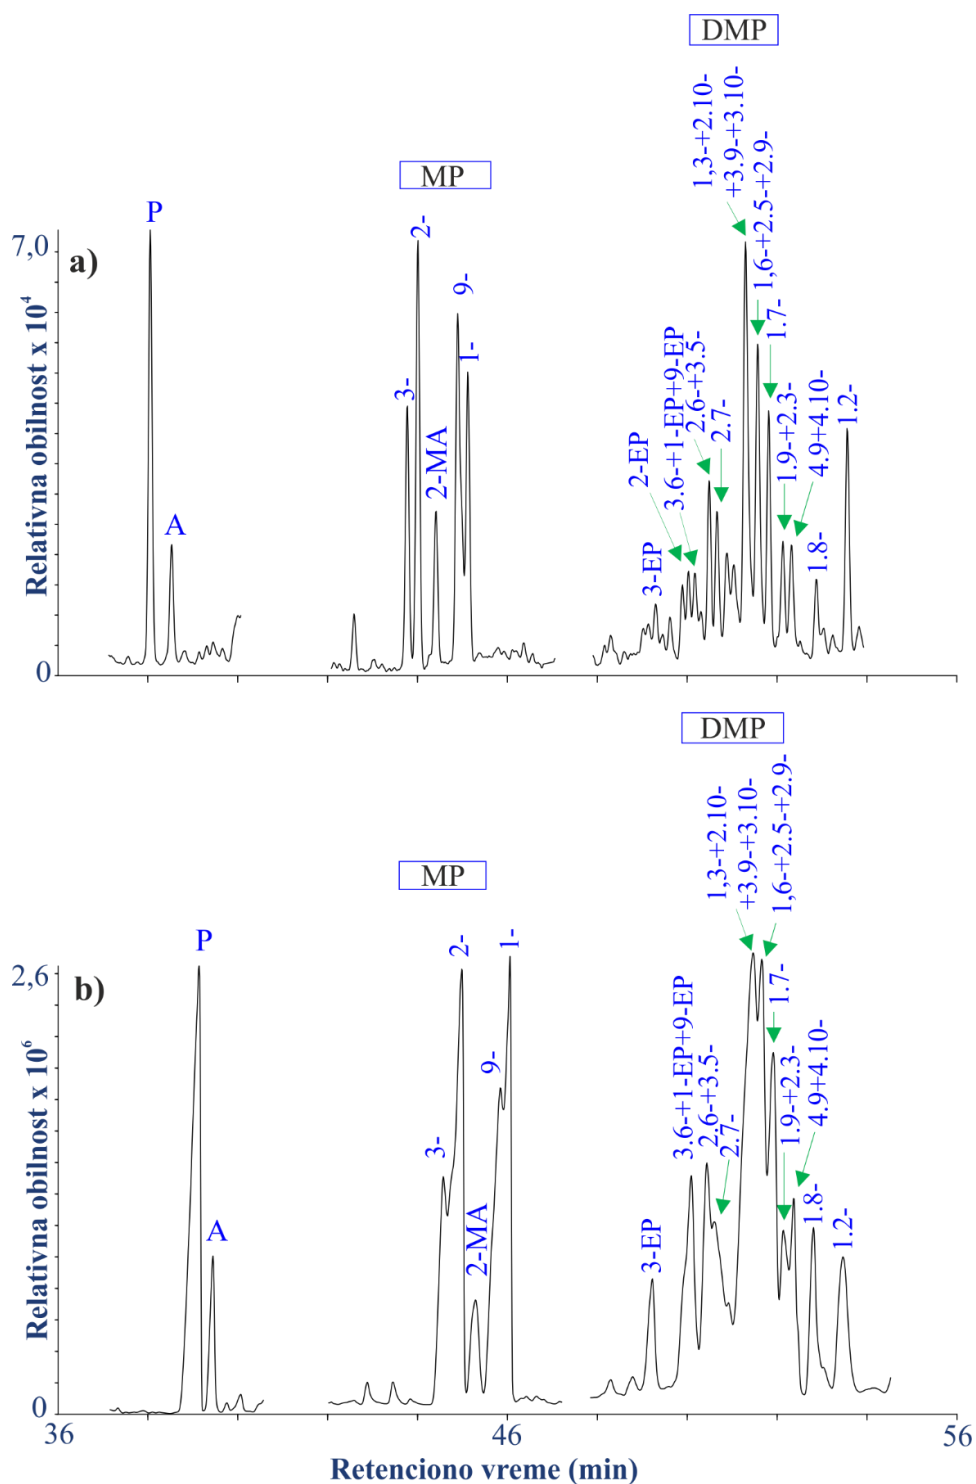 DMP
1,3-+2.10-
+3.9-+3.10-
1,6-+2.5-+2.9-
1.7-
MP
P
2-
7,0
a)
9-
1-
3-
2-MA
A
2-EP
3.6-+1-EP+9-EP
2.6-+3.5-
2.7-
1.9-+2.3-
4.9+4.10-
1.2-
1.8-
3-EP
Relativna obilnost x 10⁴
0
DMP
1,3-+2.10-
+3.9-+3.10-
1,6-+2.5-+2.9-
MP
P
2-
1-
2,6
b)
1.7-
9-
3-
2-MA
A
3.6-+1-EP+9-EP
2.6-+3.5-
2.7-
1.9-+2.3-
4.9+4.10-
1.8-
1.2-
3-EP
Relativna obilnost x 10⁶
0
36
46
56
Retenciono vreme (min)